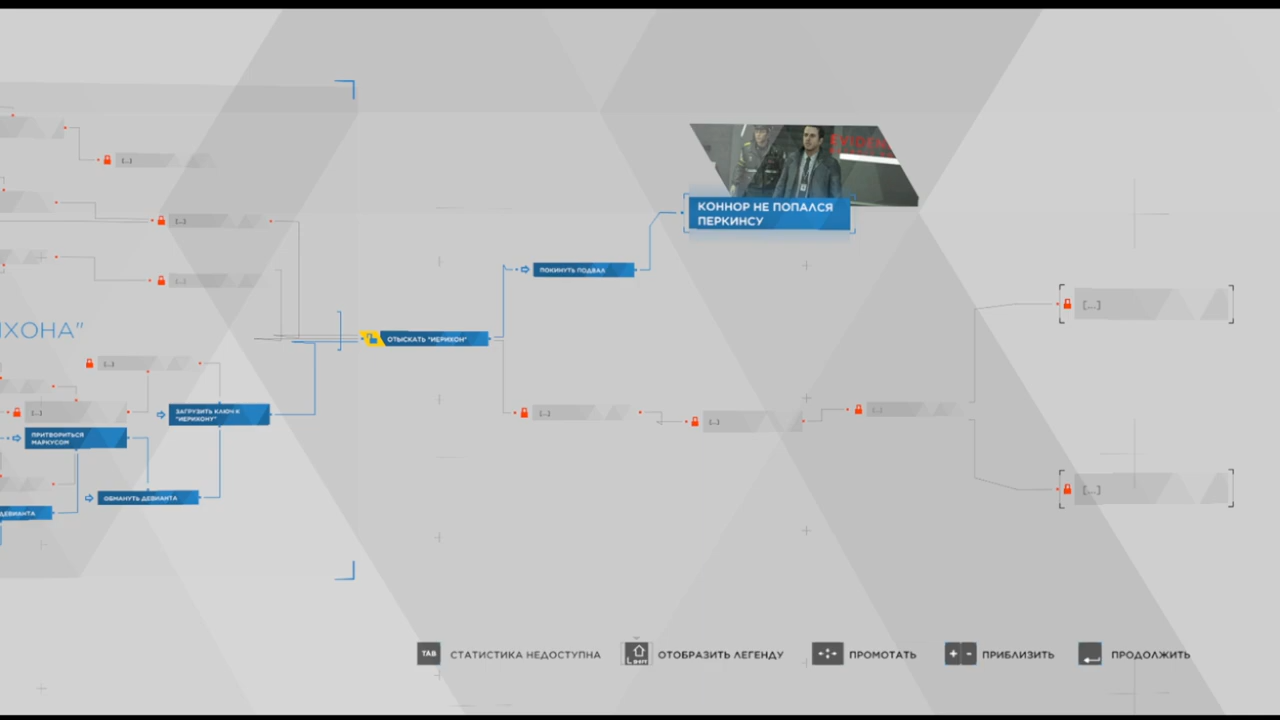 [...]
[...]
[...]
КОННОР НЕ ПОПАЛСЯ
ПЕРКИНСУ
ПОКИНУТЬ ПОДВАЛ
[...]
ИХОНА"
ОТЫСКАТЬ "ИЕРИХОН"
[...]
[...]
[...]
ЗАГРУЗИТЬ КЛЮЧ К
"ИЕРИХОНУ"
[...]
[...]
[...]
ПРИТВОРИТЬСЯ
МАРКУСОМ
ОБМАНУТЬ ДЕВИАНТА
[...]
ДЕВИАНТА
TAB
СТАТИСТИКА НЕДОСТУПНА
ОТОБРАЗИТЬ ЛЕГЕНДУ
ПРОМОТАТЬ
+ -
ПРИБЛИЗИТЬ
ПРОДОЛЖИТЬ